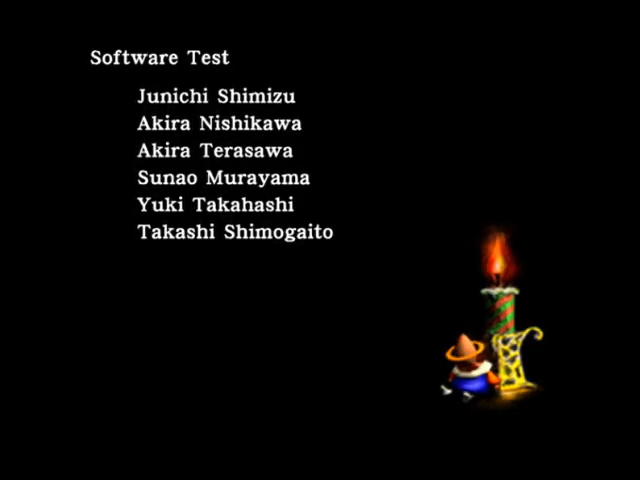 Software Test
Junichi Shimizu
Akira Nishikawa
Akira Terasawa
Sunao Murayama
Yuki Takahashi
Takashi Shimogaito